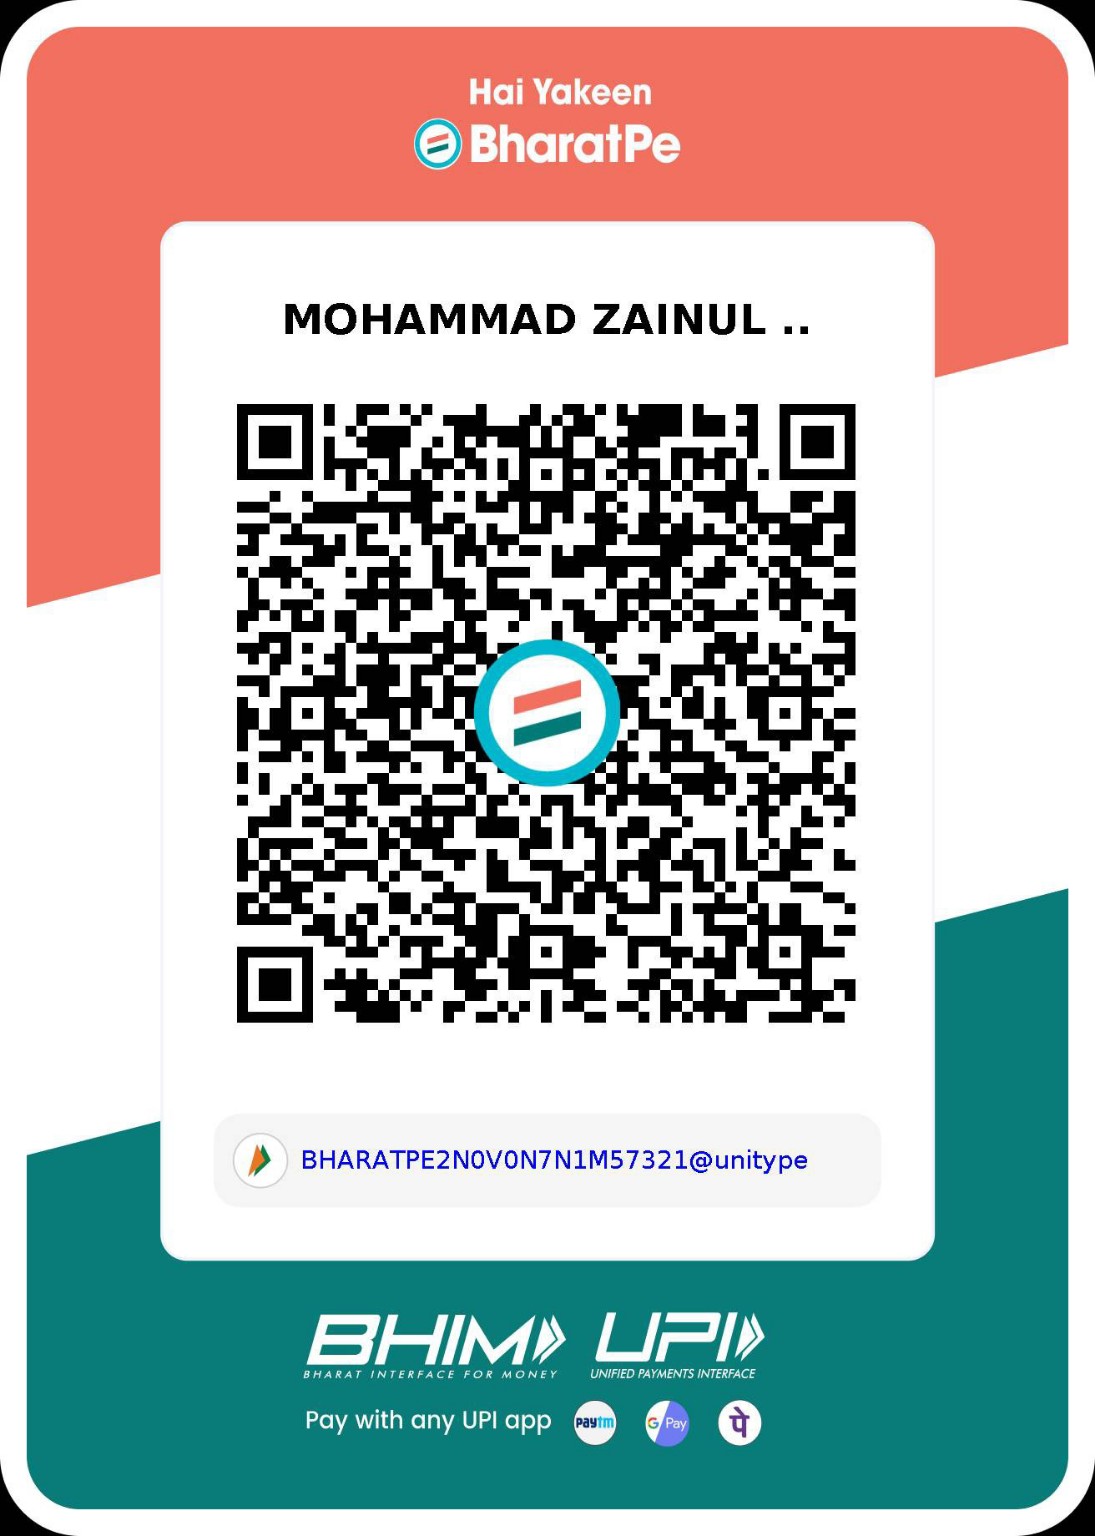 Hai Yakeen
BharatPe
MOHAMMAD ZAINUL ..
BHARATPE2N0V0N7N1M57321@unitype
BHIM UPI
BHARAT INTERFACE FOR MONEY UNIFIED PAYMENTS INTERFACE
Pay with any UPI app paytm G Pay पे